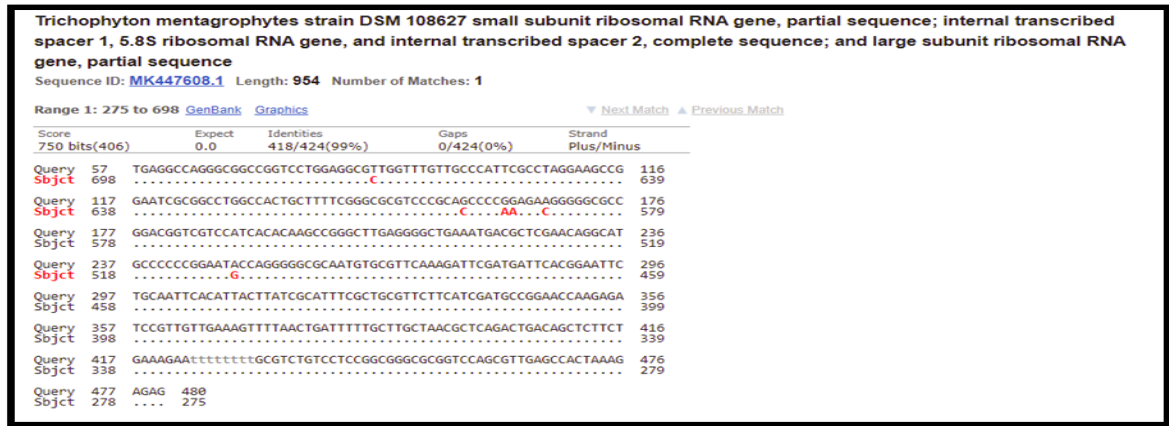 Trichophyton mentagrophytes strain DSM 108627 small subunit ribosomal RNA gene, partial sequence; internal transcribed
spacer 1, 5.8S ribosomal RNA gene, and internal transcribed spacer 2, complete sequence; and large subunit ribosomal RNA
gene, partial sequence
Sequence ID: MK447608.1 Length: 954 Number of Matches: 1
Range 1: 275 to 698 GenBank Graphics ▼ Next Match ▲ Previous Match
Score Expect Identities Gaps Strand
750 bits(406) 0.0 418/424(99%) 0/424(0%) Plus/Minus
Query 57 TGAGGCCAGGGCGGCCGGTCCTGGAGGCGTTGGTTTGTTGCCCATTCGCCTAGGAAGCCG 116
Sbjct 698 .............................C.............................. 639
Query 117 GAATCGCGGCCTGGCCACTGCTTTTCGGGCGCGTCCCGCAGCCCCGGAGAAGGGGGCGCC 176
Sbjct 638 ........................................C....AA...C......... 579
Query 177 GGACGGTCGTCCATCACACAAGCCGGGCTTGAGGGGCTGAAATGACGCTCGAACAGGCAT 236
Sbjct 578 ............................................................ 519
Query 237 GCCCCCCGGAATACCAGGGGGCGCAATGTGCGTTCAAAGATTCGATGATTCACGGAATTC 296
Sbjct 518 ............G............................................... 459
Query 297 TGCAATTCACATTACTTATCGCATTTCGCTGCGTTCTTCATCGATGCCGGAACCAAGAGA 356
Sbjct 458 ............................................................ 399
Query 357 TCCGTTGTTGAAAGTTTTAACTGATTTTTGCTTGCTAACGCTCAGACTGACAGCTCTTCT 416
Sbjct 398 ............................................................ 339
Query 417 GAAAGAAttttttttGCGTCTGTCCTCCGGCGGGCGCGGTCCAGCGTTGAGCCACTAAAG 476
Sbjct 338 ............................................................ 279
Query 477 AGAG 480
Sbjct 278 .... 275